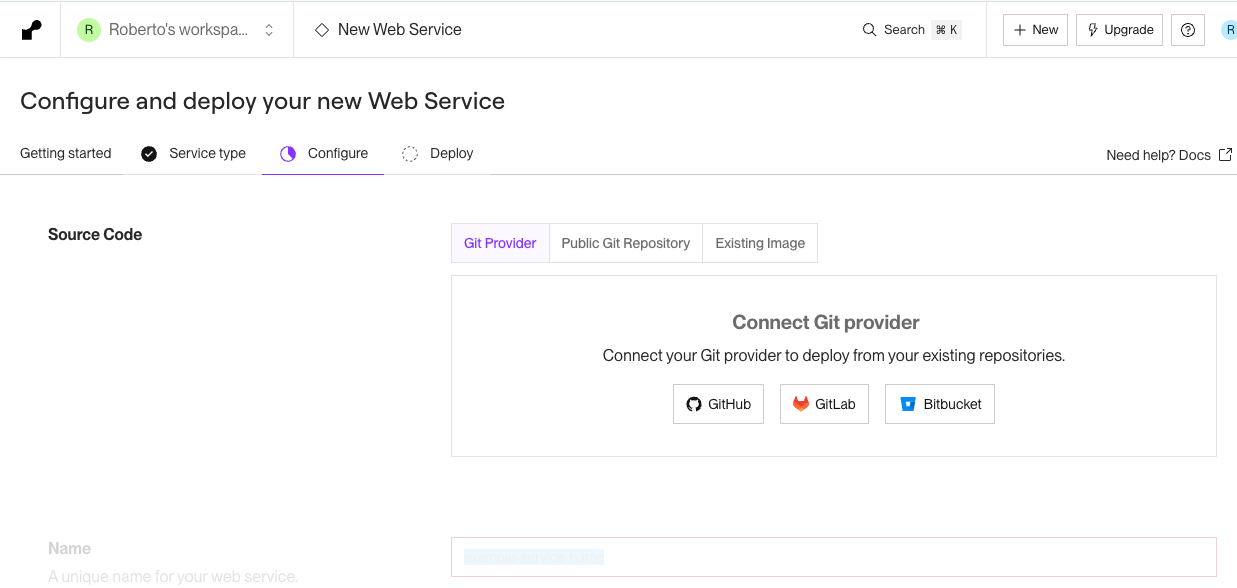 R Roberto's workspa... New Web Service Search ⌘ K New Upgrade R
Configure and deploy your new Web Service
Getting started Service type Configure Deploy Need help? Docs
Source Code
Git Provider Public Git Repository Existing Image
Connect Git provider
Connect your Git provider to deploy from your existing repositories.
GitHub GitLab Bitbucket
Name
A unique name for your web service.